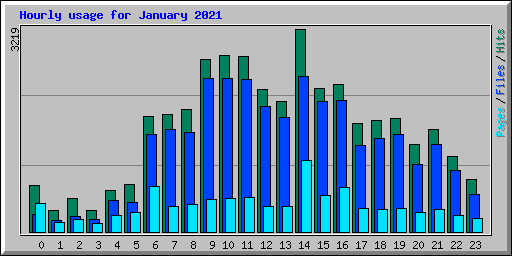 Hourly usage for January 2021
3219
Pages/Files/Hits
0 1 2 3 4 5 6 7 8 9 10 11 12 13 14 15 16 17 18 19 20 21 22 23